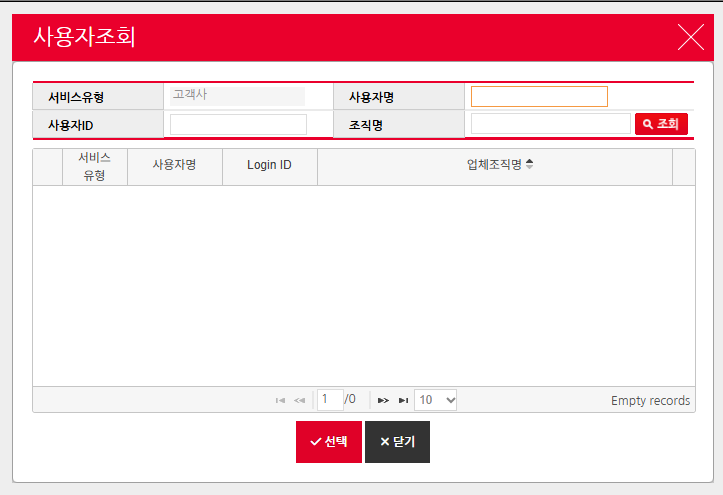 사용자조회
서비스유형 고객사 사용자명
사용자ID 조직명 조회
서비스
유형 사용자명 Login ID 업체조직명
1 /0 10 Empty records
선택 닫기